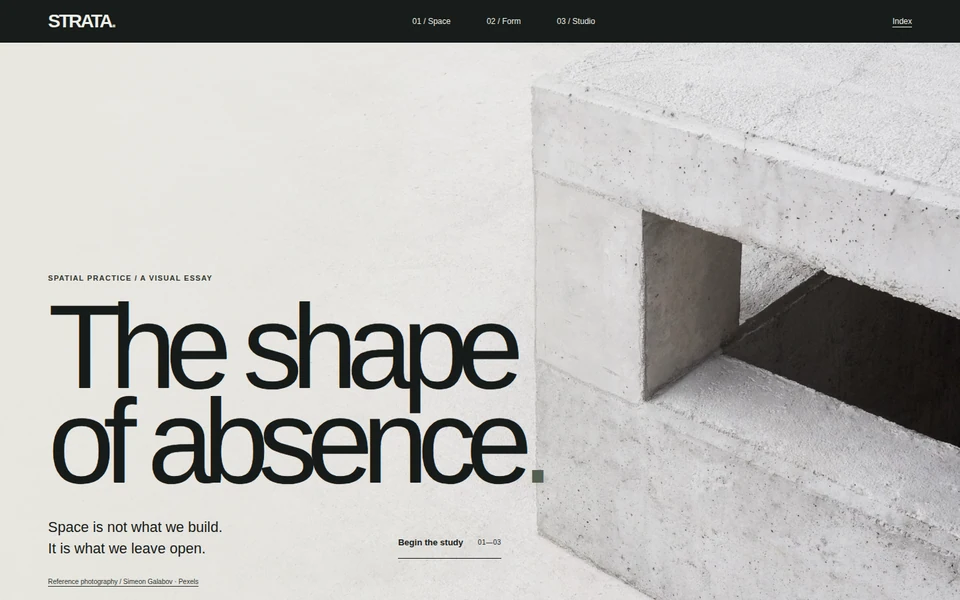 STRATA.
01 / Space
02 / Form
03 / Studio
Index
SPATIAL PRACTICE / A VISUAL ESSAY
The shape
of absence.
Space is not what we build.
It is what we leave open.
Begin the study 01—03
Reference photography / Simeon Galabov · Pexels